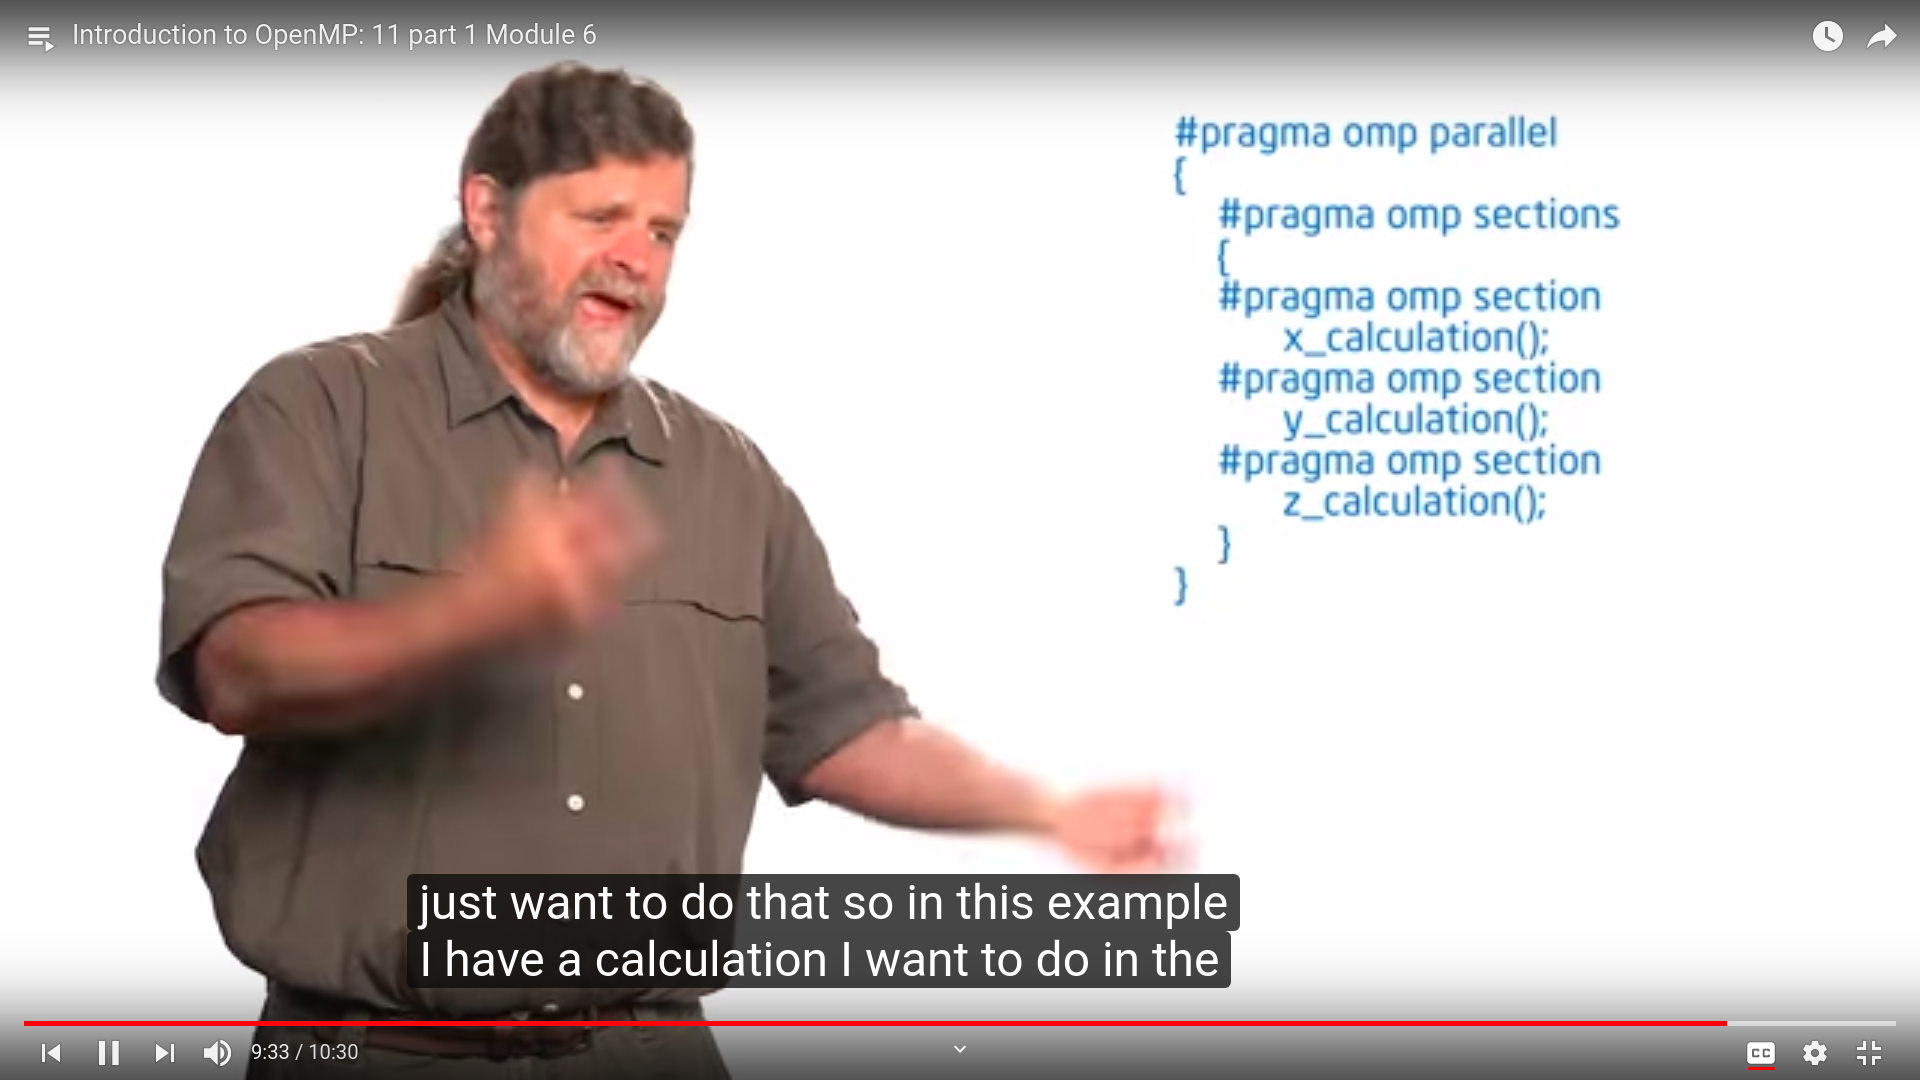 Introduction to OpenMP: 11 part 1 Module 6
#pragma omp parallel
{
#pragma omp sections
{
#pragma omp section
x_calculation();
#pragma omp section
y_calculation();
#pragma omp section
z_calculation();
}
}
just want to do that so in this example
I have a calculation I want to do in the
9:33 / 10:30
CC